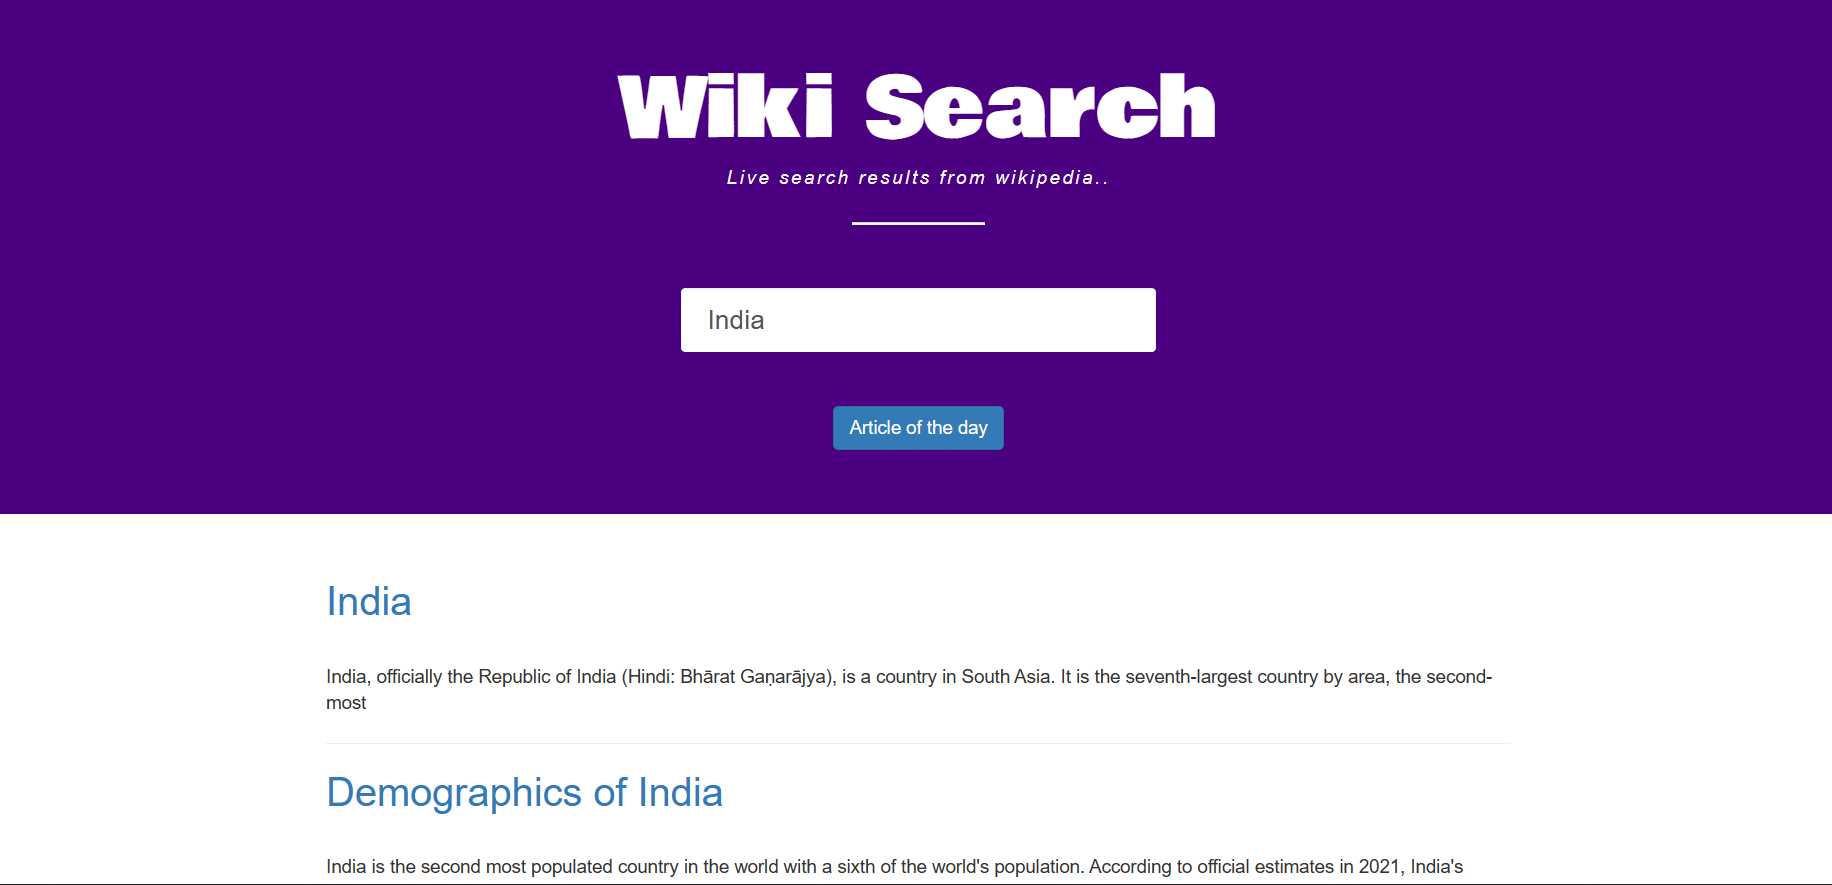 Wiki Search
Live search results from wikipedia..
India
Article of the day
India
India, officially the Republic of India (Hindi: Bhārat Gaṇarājya), is a country in South Asia. It is the seventh-largest country by area, the second-
most
Demographics of India
India is the second most populated country in the world with a sixth of the world's population. According to official estimates in 2021, India's